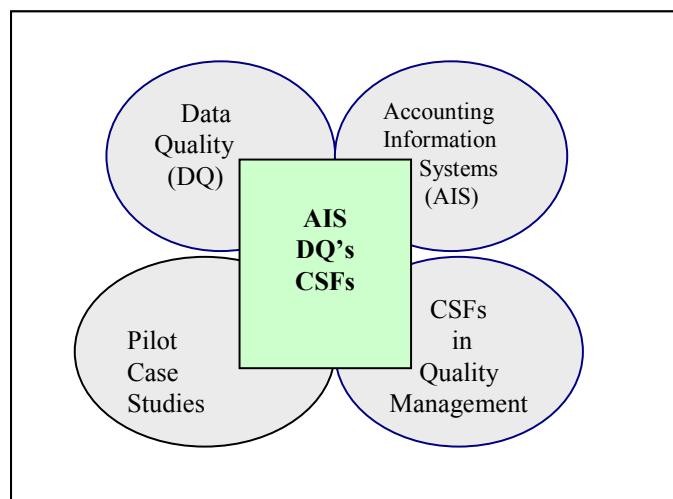 Data
Quality
(DQ)
Accounting
Information
Systems
(AIS)
AIS
DQ’s
CSFs
Pilot
Case
Studies
CSFs
in
Quality
Management